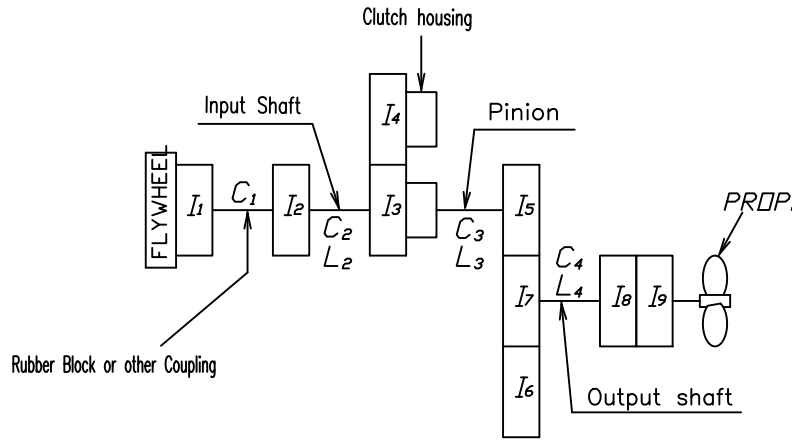 Clutch housing
Input Shaft
I4
Pinion
FLYWHEEL
I1
C1
I2
C2
L2
I3
C3
L3
I5
PROP.
C4
L4
I7
I8
I9
I6
Rubber Block or other Coupling
Output shaft